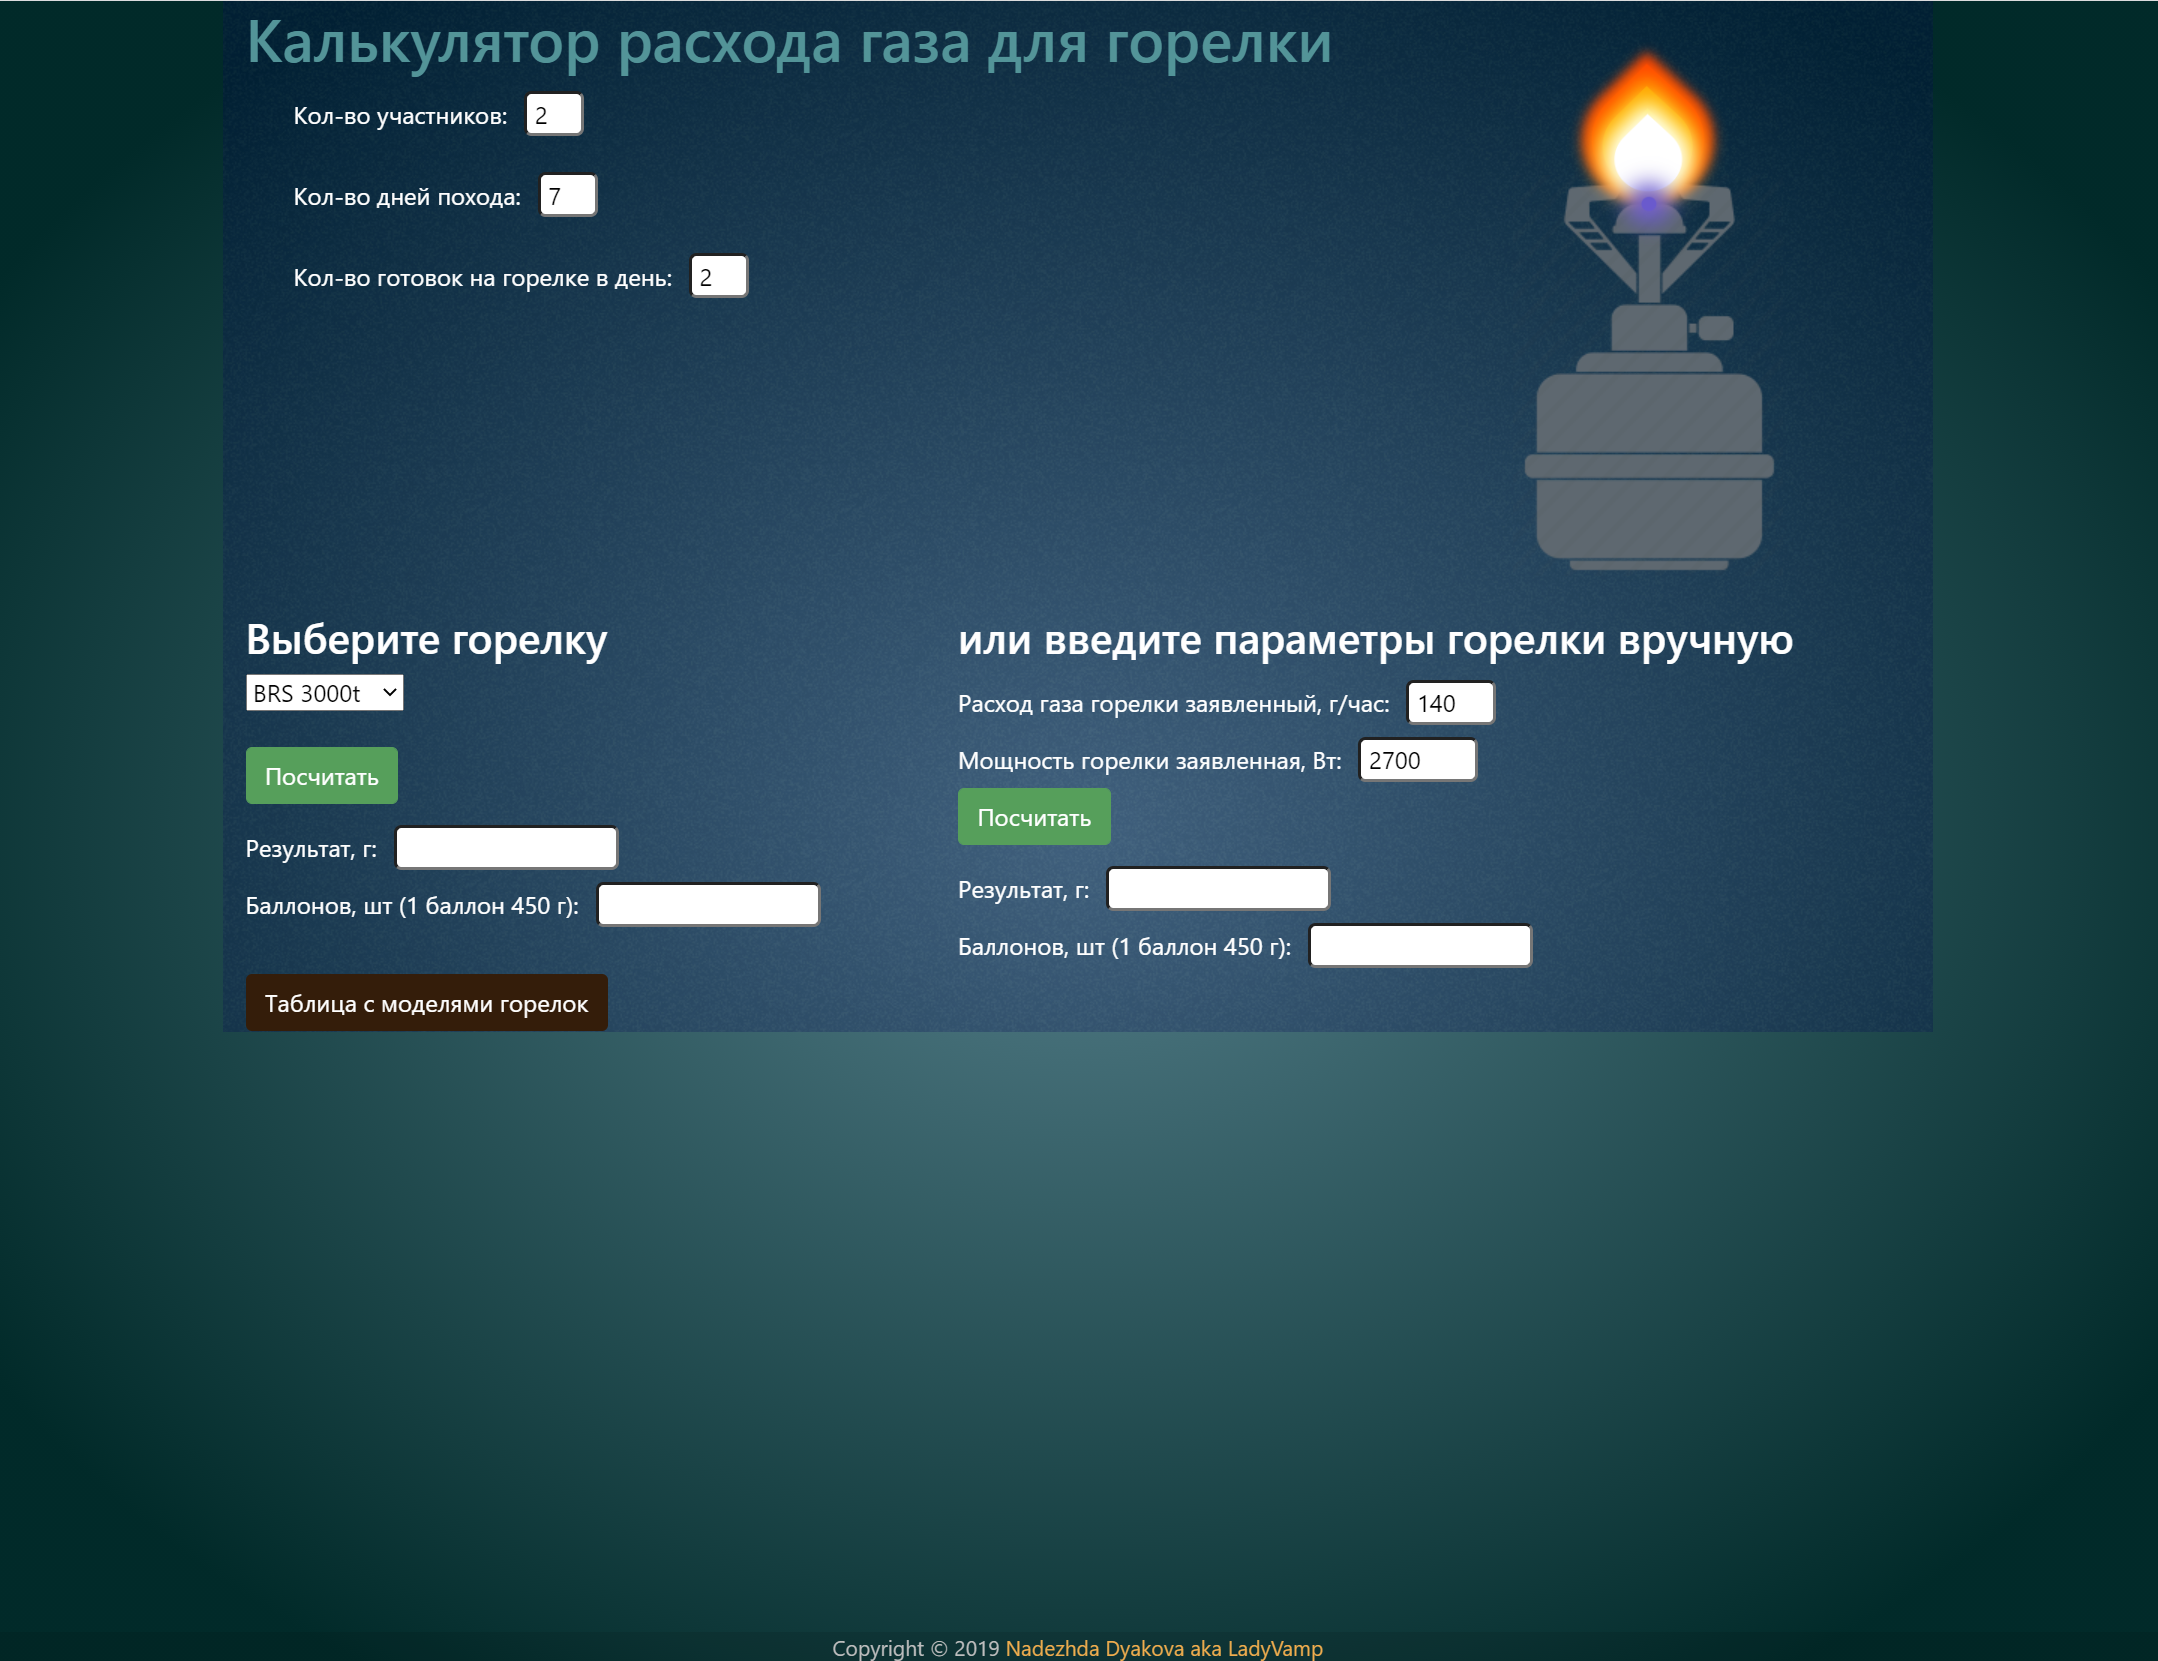 Калькулятор расхода газа для горелки
Кол-во участников: 2
Кол-во дней похода: 7
Кол-во готовок на горелке в день: 2
Выберите горелку
BRS 3000t
Посчитать
Результат, г:
Баллонов, шт (1 баллон 450 г):
Таблица с моделями горелок
или введите параметры горелки вручную
Расход газа горелки заявленный, г/час: 140
Мощность горелки заявленная, Вт: 2700
Посчитать
Результат, г:
Баллонов, шт (1 баллон 450 г):
Copyright © 2019 Nadezhda Dyakova aka LadyVamp